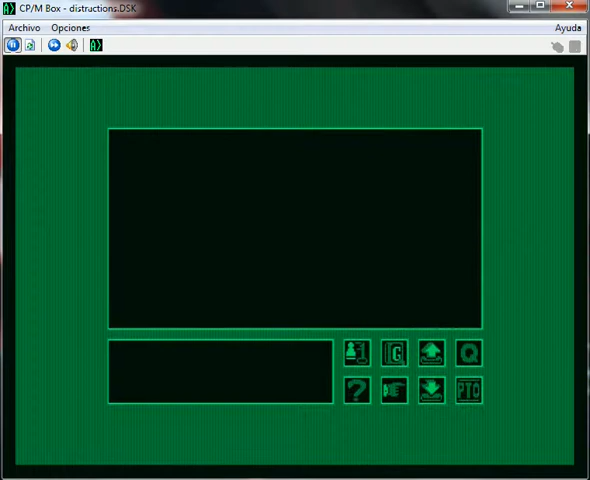 CP/M Box - distructions.DSK
Archivo Opciones Ayuda
A>
G Q
? PTO